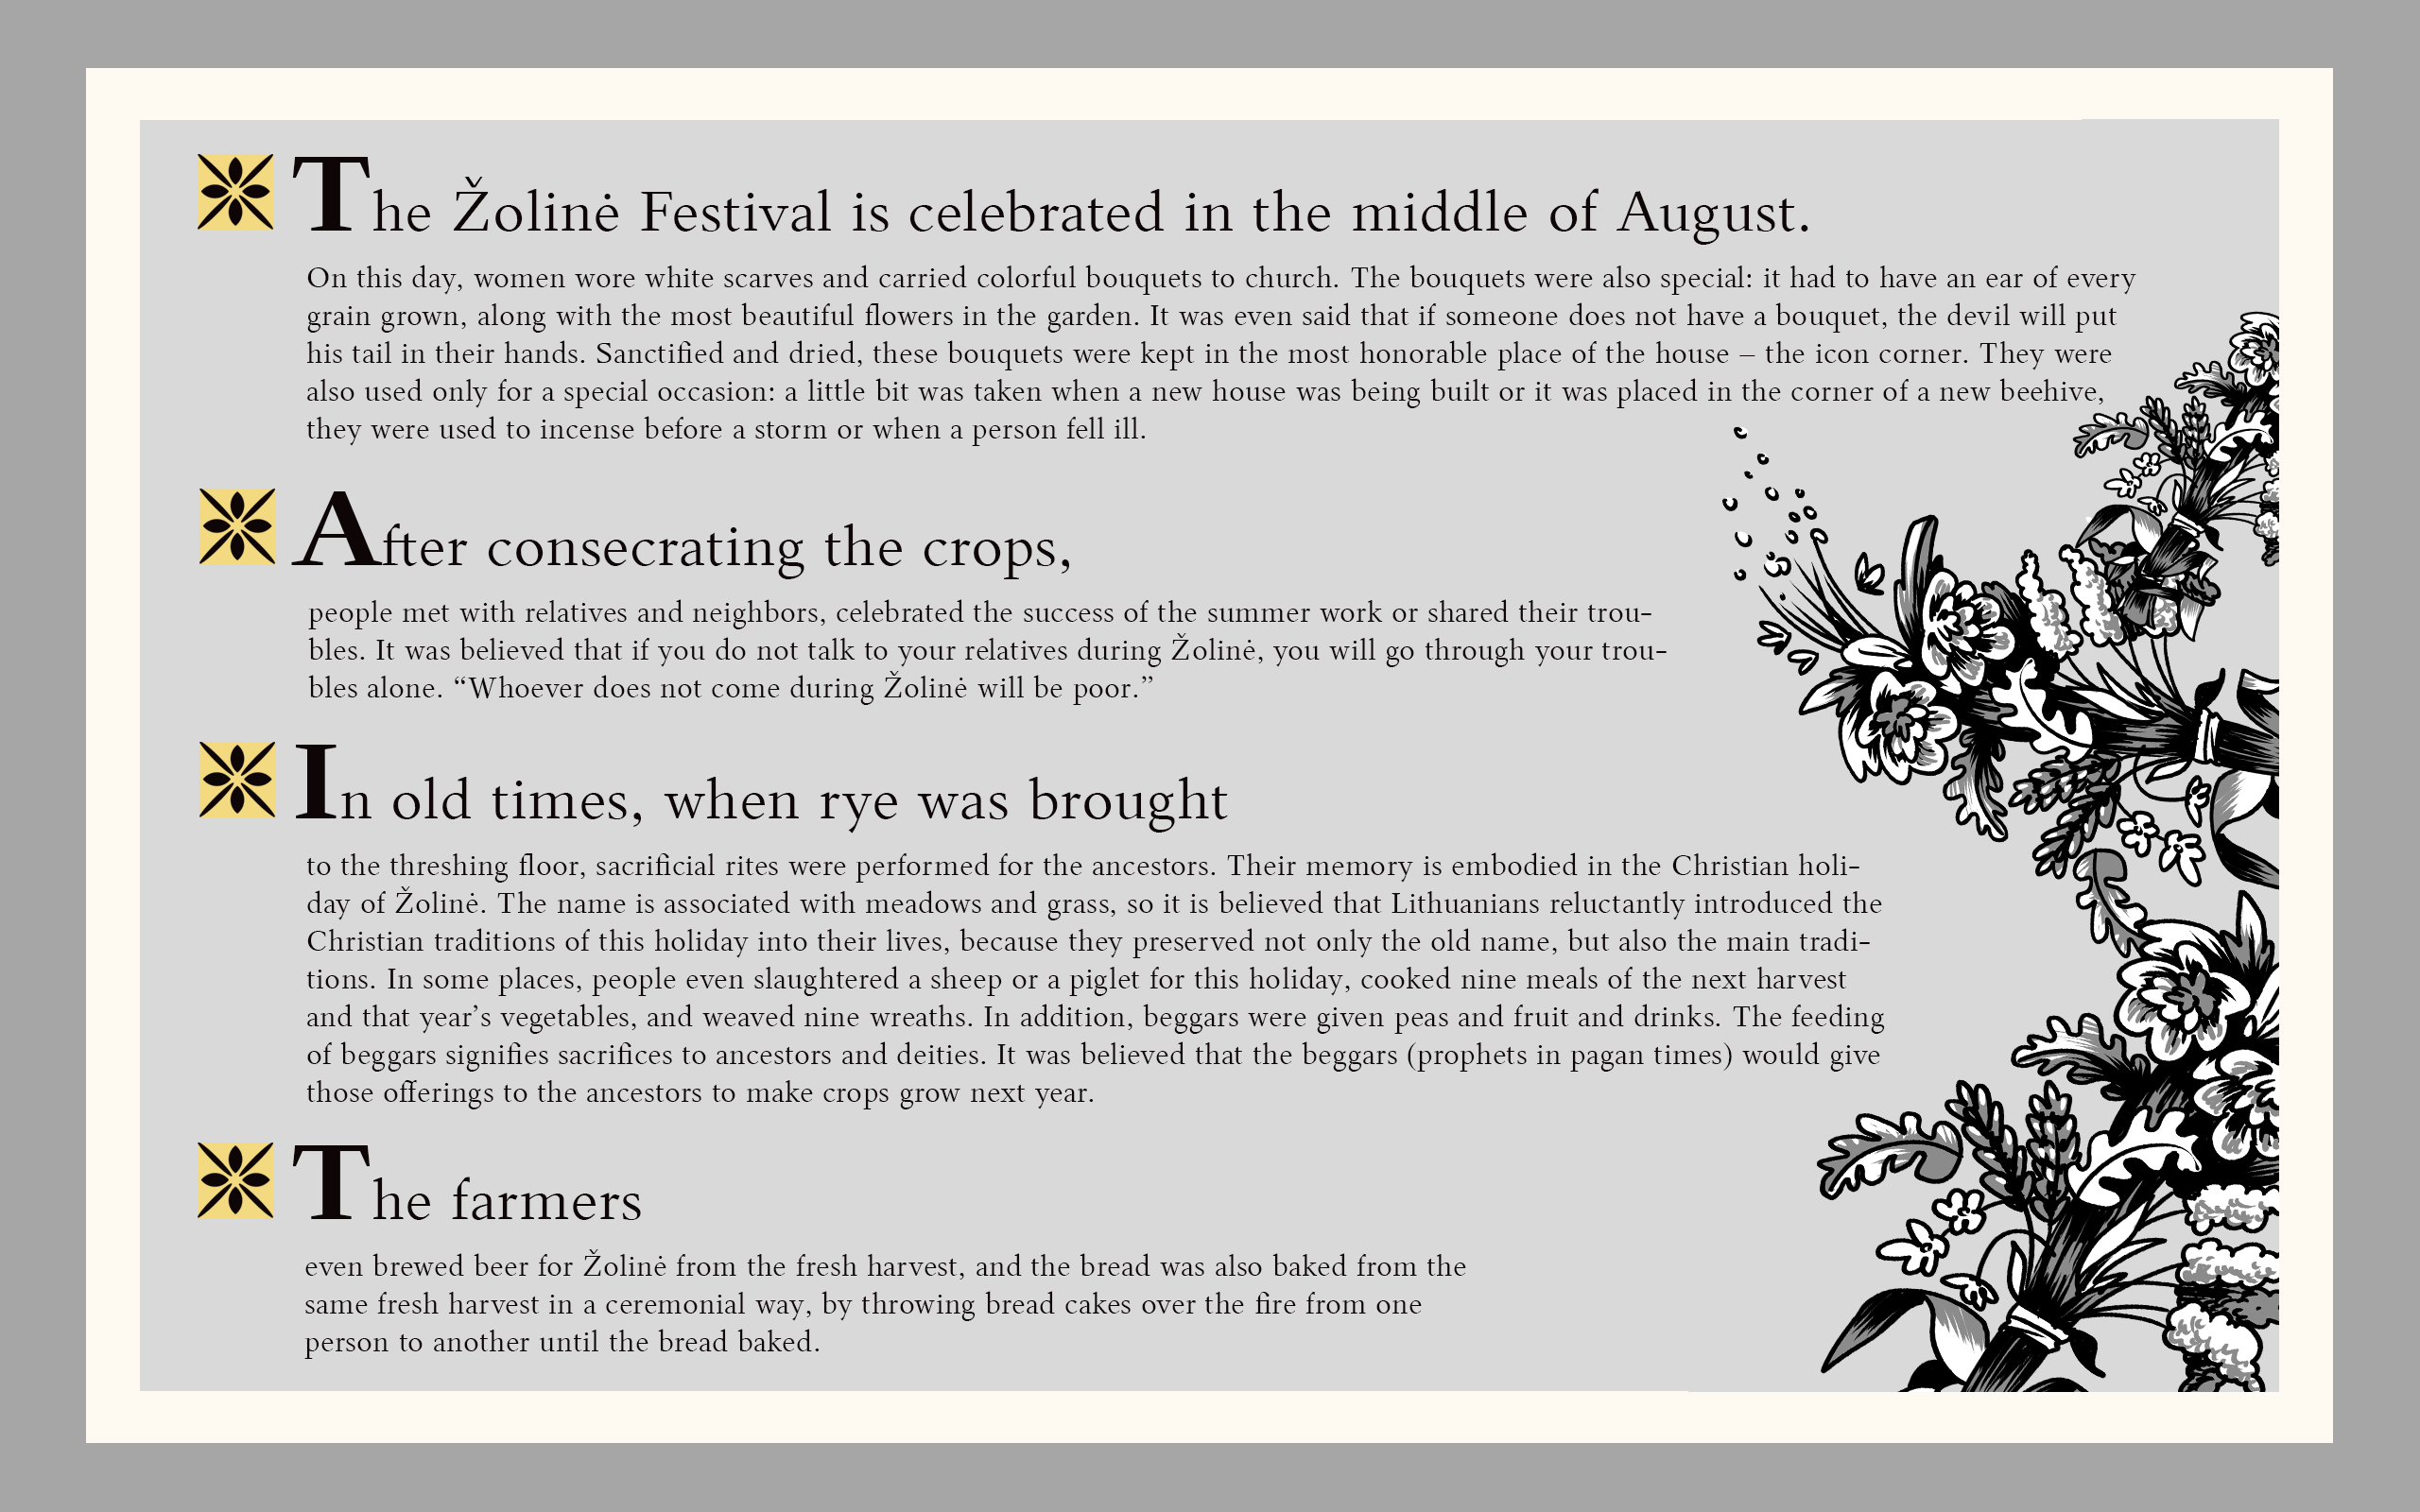 The Žolinė Festival is celebrated in the middle of August.
On this day, women wore white scarves and carried colorful bouquets to church. The bouquets were also special: it had to have an ear of every
grain grown, along with the most beautiful flowers in the garden. It was even said that if someone does not have a bouquet, the devil will put
his tail in their hands. Sanctified and dried, these bouquets were kept in the most honorable place of the house – the icon corner. They were
also used only for a special occasion: a little bit was taken when a new house was being built or it was placed in the corner of a new beehive,
they were used to incense before a storm or when a person fell ill.
After consecrating the crops,
people met with relatives and neighbors, celebrated the success of the summer work or shared their trou-
bles. It was believed that if you do not talk to your relatives during Žolinė, you will go through your trou-
bles alone. “Whoever does not come during Žolinė will be poor.”
In old times, when rye was brought
to the threshing floor, sacrificial rites were performed for the ancestors. Their memory is embodied in the Christian holi-
day of Žolinė. The name is associated with meadows and grass, so it is believed that Lithuanians reluctantly introduced the
Christian traditions of this holiday into their lives, because they preserved not only the old name, but also the main tradi-
tions. In some places, people even slaughtered a sheep or a piglet for this holiday, cooked nine meals of the next harvest
and that year’s vegetables, and weaved nine wreaths. In addition, beggars were given peas and fruit and drinks. The feeding
of beggars signifies sacrifices to ancestors and deities. It was believed that the beggars (prophets in pagan times) would give
those offerings to the ancestors to make crops grow next year.
The farmers
even brewed beer for Žolinė from the fresh harvest, and the bread was also baked from the
same fresh harvest in a ceremonial way, by throwing bread cakes over the fire from one
person to another until the bread baked.